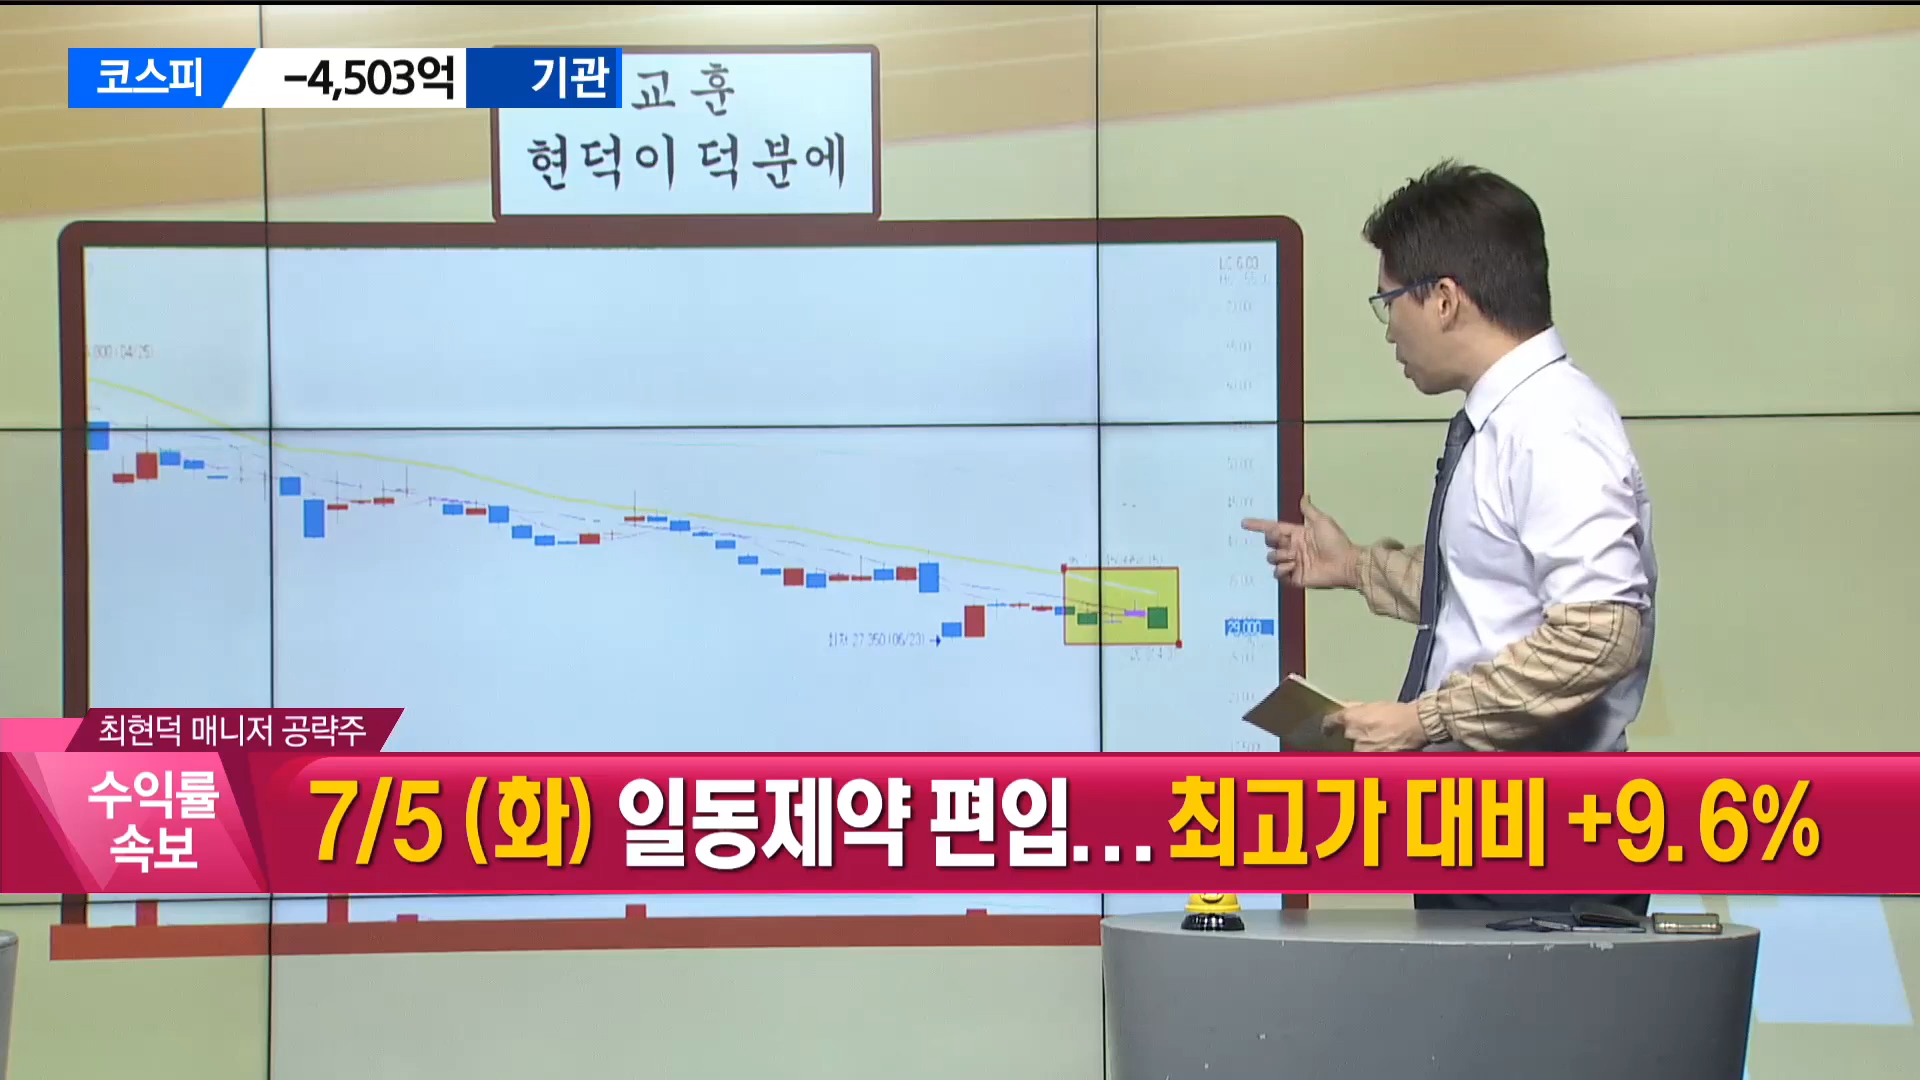 코스피 -4,503억 기관
교훈
현덕이 덕분에
29,000
최현덕 매니저 공략주
수익률
속보
7/5 (화) 일동제약 편입... 최고가 대비 +9.6%